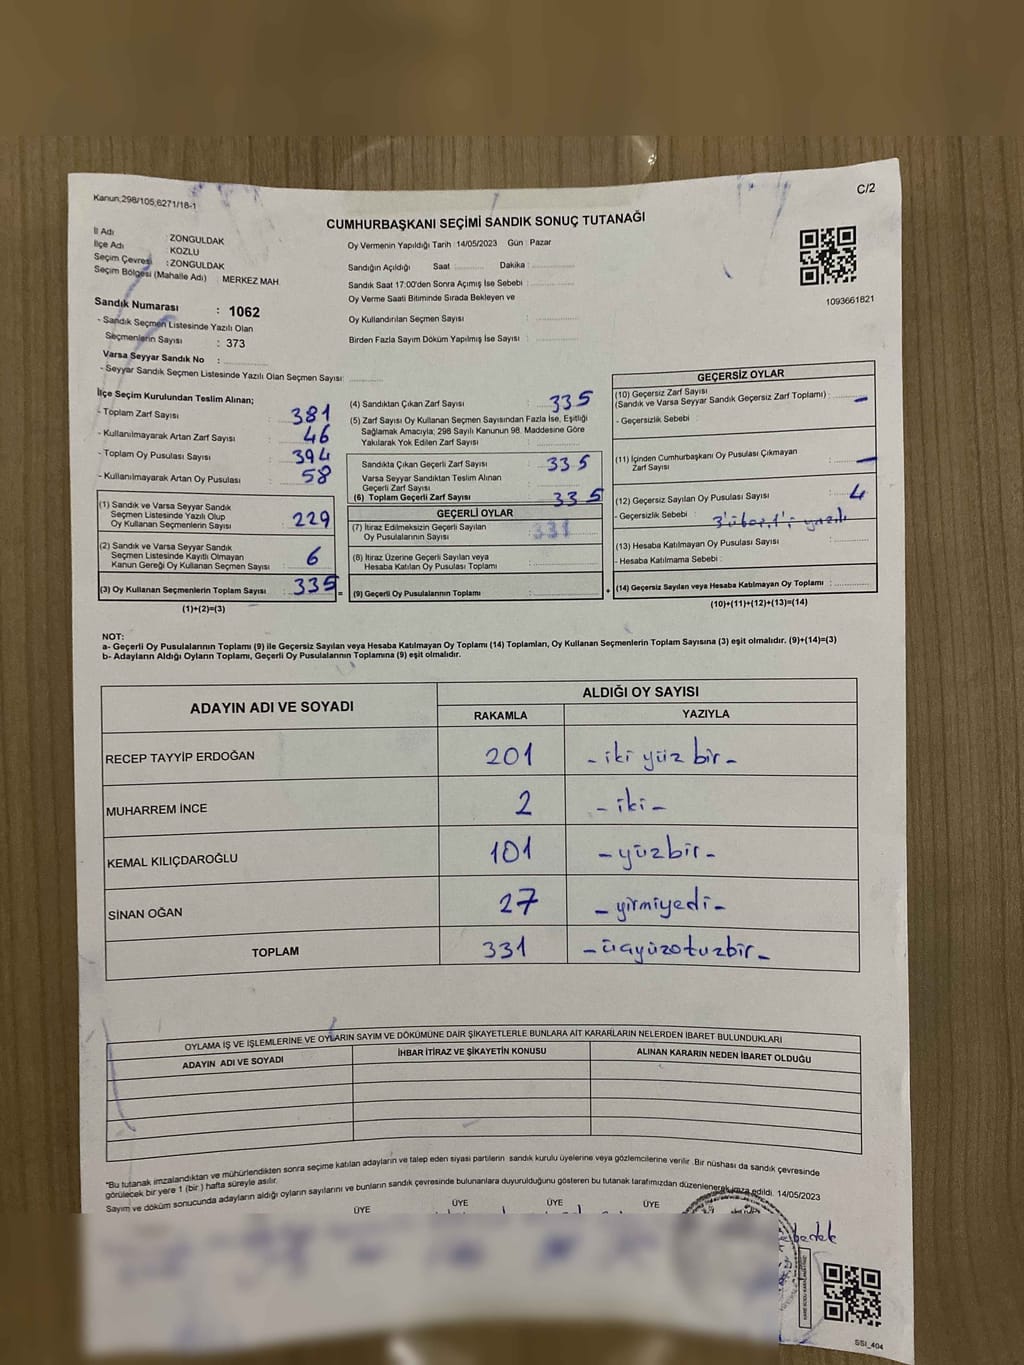 Kanun;298/105,6271/18-1
C/2
CUMHURBAŞKANI SEÇİMİ SANDIK SONUÇ TUTANAĞI
İl Adı : ZONGULDAK
İlçe Adı : KOZLU
Seçim Çevresi : ZONGULDAK
Seçim Bölgesi (Mahalle Adı) : MERKEZ MAH
Sandık Numarası : 1062
- Sandık Seçmen Listesinde Yazılı Olan
Seçmenlerin Sayısı : 373
Varsa Seyyar Sandık No :
- Seyyar Sandık Seçmen Listesinde Yazılı Olan Seçmen Sayısı:
Oy Vermenin Yapıldığı Tarih : 14/05/2023 Gün : Pazar
Sandığın Açıldığı Saat Dakika :
Sandık Saat 17:00'den Sonra Açımış İse Sebebi :
Oy Verme Saati Bitiminde Sırada Bekleyen ve
Oy Kullandırılan Seçmen Sayısı :
Birden Fazla Sayım Döküm Yapılmış İse Sayısı :
1093661821
İlçe Seçim Kurulundan Teslim Alınan;
- Toplam Zarf Sayısı : 381
- Kullanılmayarak Artan Zarf Sayısı : 46
- Toplam Oy Pusulası Sayısı : 394
- Kullanılmayarak Artan Oy Pusulası : 58
(1) Sandık ve Varsa Seyyar Sandık
Seçmen Listesinde Yazılı Olup
Oy Kullanan Seçmenlerin Sayısı : 229
(2) Sandık ve Varsa Seyyar Sandık
Seçmen Listesinde Kayıtlı Olmayan
Kanun Gereği Oy Kullanan Seçmen Sayısı : 6
(3) Oy Kullanan Seçmenlerin Toplam Sayısı : 335 =
(1)+(2)=(3)
(4) Sandıktan Çıkan Zarf Sayısı : 335
(5) Zarf Sayısı Oy Kullanan Seçmen Sayısından Fazla İse, Eşitliği
Sağlamak Amacıyla; 298 Sayılı Kanunun 98. Maddesine Göre
Yakılarak Yok Edilen Zarf Sayısı :
Sandıkta Çıkan Geçerli Zarf Sayısı : 335
Varsa Seyyar Sandıktan Teslim Alınan
Geçerli Zarf Sayısı :
(6) Toplam Geçerli Zarf Sayısı : 335
GEÇERLİ OYLAR
(7) İtiraz Edilmeksizin Geçerli Sayılan
Oy Pusulalarının Sayısı : 331
(8) İtiraz Üzerine Geçerli Sayılan veya
Hesaba Katılan Oy Pusulası Toplamı :
(9) Geçerli Oy Pusulalarının Toplamı : +
GEÇERSİZ OYLAR
(10) Geçersiz Zarf Sayısı
(Sandık ve Varsa Seyyar Sandık Geçersiz Zarf Toplamı) : -
- Geçersizlik Sebebi :
(11) İçinden Cumhurbaşkanı Oy Pusulası Çıkmayan
Zarf Sayısı : -
(12) Geçersiz Sayılan Oy Pusulası Sayısı : 4
- Geçersizlik Sebebi :
(13) Hesaba Katılmayan Oy Pusulası Sayısı :
- Hesaba Katılmama Sebebi :
(14) Geçersiz Sayılan veya Hesaba Katılmayan Oy Toplamı :
(10)+(11)+(12)+(13)=(14)
NOT:
a- Geçerli Oy Pusulalarının Toplamı (9) ile Geçersiz Sayılan veya Hesaba Katılmayan Oy Toplamı (14) Toplamları, Oy Kullanan Seçmenlerin Toplam Sayısına (3) eşit olmalıdır. (9)+(14)=(3)
b- Adayların Aldığı Oyların Toplamı, Geçerli Oy Pusulalarının Toplamına (9) eşit olmalıdır.
ADAYIN ADI VE SOYADI ALDIĞI OY SAYISI
RAKAMLA YAZIYLA
RECEP TAYYİP ERDOĞAN 201 - iki yüz bir -
MUHARREM İNCE 2 - iki -
KEMAL KILIÇDAROĞLU 101 - yüzbir -
SİNAN OĞAN 27 - yirmiyedi -
TOPLAM 331 - üçyüzotuzbir -
OYLAMA İŞ VE İŞLEMLERİNE VE OYLARIN SAYIM VE DÖKÜMÜNE DAİR ŞİKAYETLERLE BUNLARA AİT KARARLARIN NELERDEN İBARET BULUNDUKLARI
ADAYIN ADI VE SOYADI İHBAR İTİRAZ VE ŞİKAYETİN KONUSU ALINAN KARARIN NEDEN İBARET OLDUĞU
"Bu tutanak imzalandıktan ve mühürlendikten sonra seçime katılan adayların ve talep eden siyasi partilerin sandık kurulu üyelerine veya gözlemcilerine verilir .Bir nüshası da sandık çevresinde
görülecek bir yere 1 (bir ) hafta süreyle asılır.
Sayım ve döküm sonucunda adayların aldığı oyların sayılarını ve bunların sandık çevresinde bulunanlara duyurulduğunu gösteren bu tutanak tarafımızdan düzenlenerek imza edildi. 14/05/2023
ÜYE ÜYE ÜYE ÜYE
SSI_404